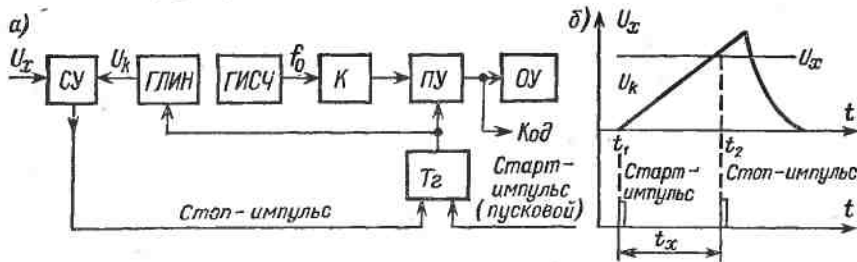 а)
U_x
СУ
U_k
ГЛИН
ГИСЧ
f_0
К
ПУ
ОУ
Код
Тг
Старт-
импульс
(пусковой)
Стоп-импульс
б)
U_x
U_x
U_k
t
t_1
t_2
Старт-
импульс
Стоп-импульс
t
t_x